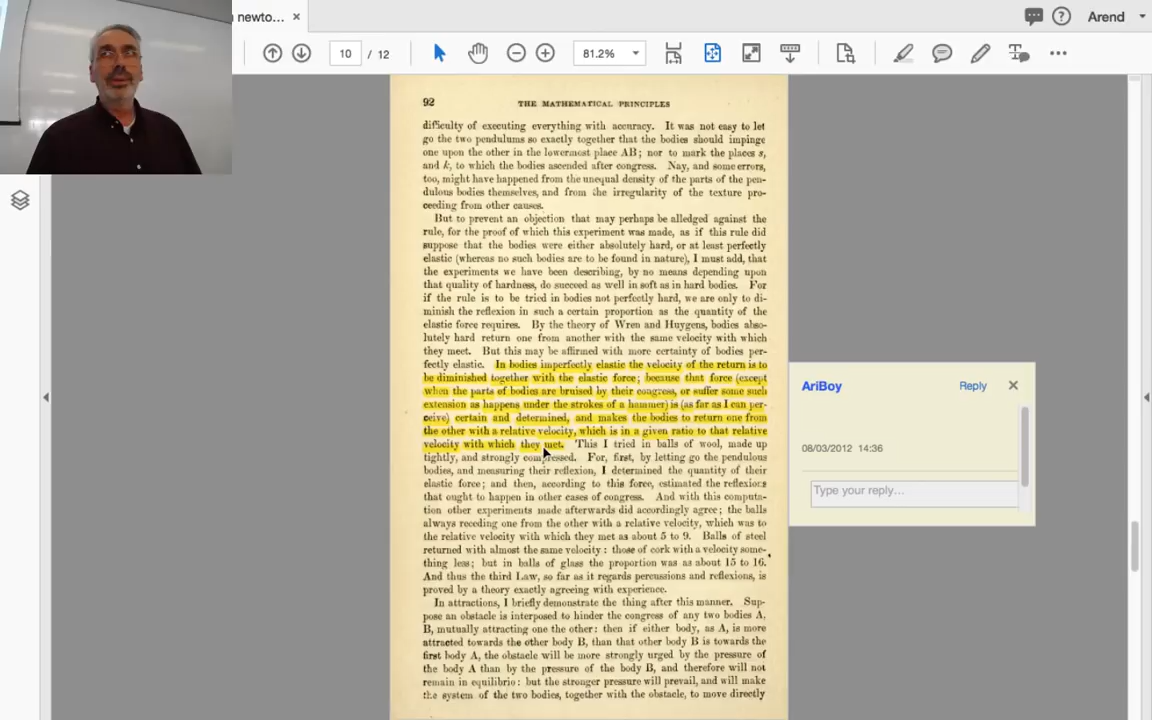 newto... ×
Arend
10 / 12
81.2%
92 THE MATHEMATICAL PRINCIPLES
difficulty of executing everything with accuracy. It was not easy to let
go the two pendulums so exactly together that the bodies should impinge
one upon the other in the lowermost place AB; nor to mark the places s,
and k, to which the bodies ascended after congress. Nay, and some errors,
too, might have happened from the unequal density of the parts of the pen-
dulous bodies themselves, and from the irregularity of the texture pro-
ceeding from other causes.
But to prevent an objection that may perhaps be alledged against the
rule, for the proof of which this experiment was made, as if this rule did
suppose that the bodies were either absolutely hard, or at least perfectly
elastic (whereas no such bodies are to be found in nature), I must add, that
the experiments we have been describing, by no means depending upon
that quality of hardness, do succeed as well in soft as in hard bodies. For
if the rule is to be tried in bodies not perfectly hard, we are only to di-
minish the reflexion in such a certain proportion as the quantity of the
elastic force requires. By the theory of Wren and Huygens, bodies abso-
lutely hard return one from another with the same velocity with which
they meet. But this may be affirmed with more certainty of bodies per-
fectly elastic. In bodies imperfectly elastic the velocity of the return is to
be diminished together with the elastic force; because that force (except
when the parts of bodies are bruised by their congress, or suffer some such
extension as happens under the strokes of a hammer) is (as far as I can per-
ceive) certain and determined, and makes the bodies to return one from
the other with a relative velocity, which is in a given ratio to that relative
velocity with which they met. This I tried in balls of wool, made up
tightly, and strongly compressed. For, first, by letting go the pendulous
bodies, and measuring their reflexion, I determined the quantity of their
elastic force; and then, according to this force, estimated the reflexions
that ought to happen in other cases of congress. And with this computa-
tion other experiments made afterwards did accordingly agree; the balls
always receding one from the other with a relative velocity, which was to
the relative velocity with which they met as about 5 to 9. Balls of steel
returned with almost the same velocity: those of cork with a velocity some-
thing less; but in balls of glass the proportion was as about 15 to 16.
And thus the third Law, so far as it regards percussions and reflexions, is
proved by a theory exactly agreeing with experience.
In attractions, I briefly demonstrate the thing after this manner. Sup-
pose an obstacle is interposed to hinder the congress of any two bodies A,
B, mutually attracting one the other: then if either body, as A, is more
attracted towards the other body B, than that other body B is towards the
first body A, the obstacle will be more strongly urged by the pressure of
the body A than by the pressure of the body B, and therefore will not
remain in equilibrio: but the stronger pressure will prevail, and will make
the system of the two bodies, together with the obstacle, to move directly
AriBoy Reply ×
08/03/2012 14:36
Type your reply...